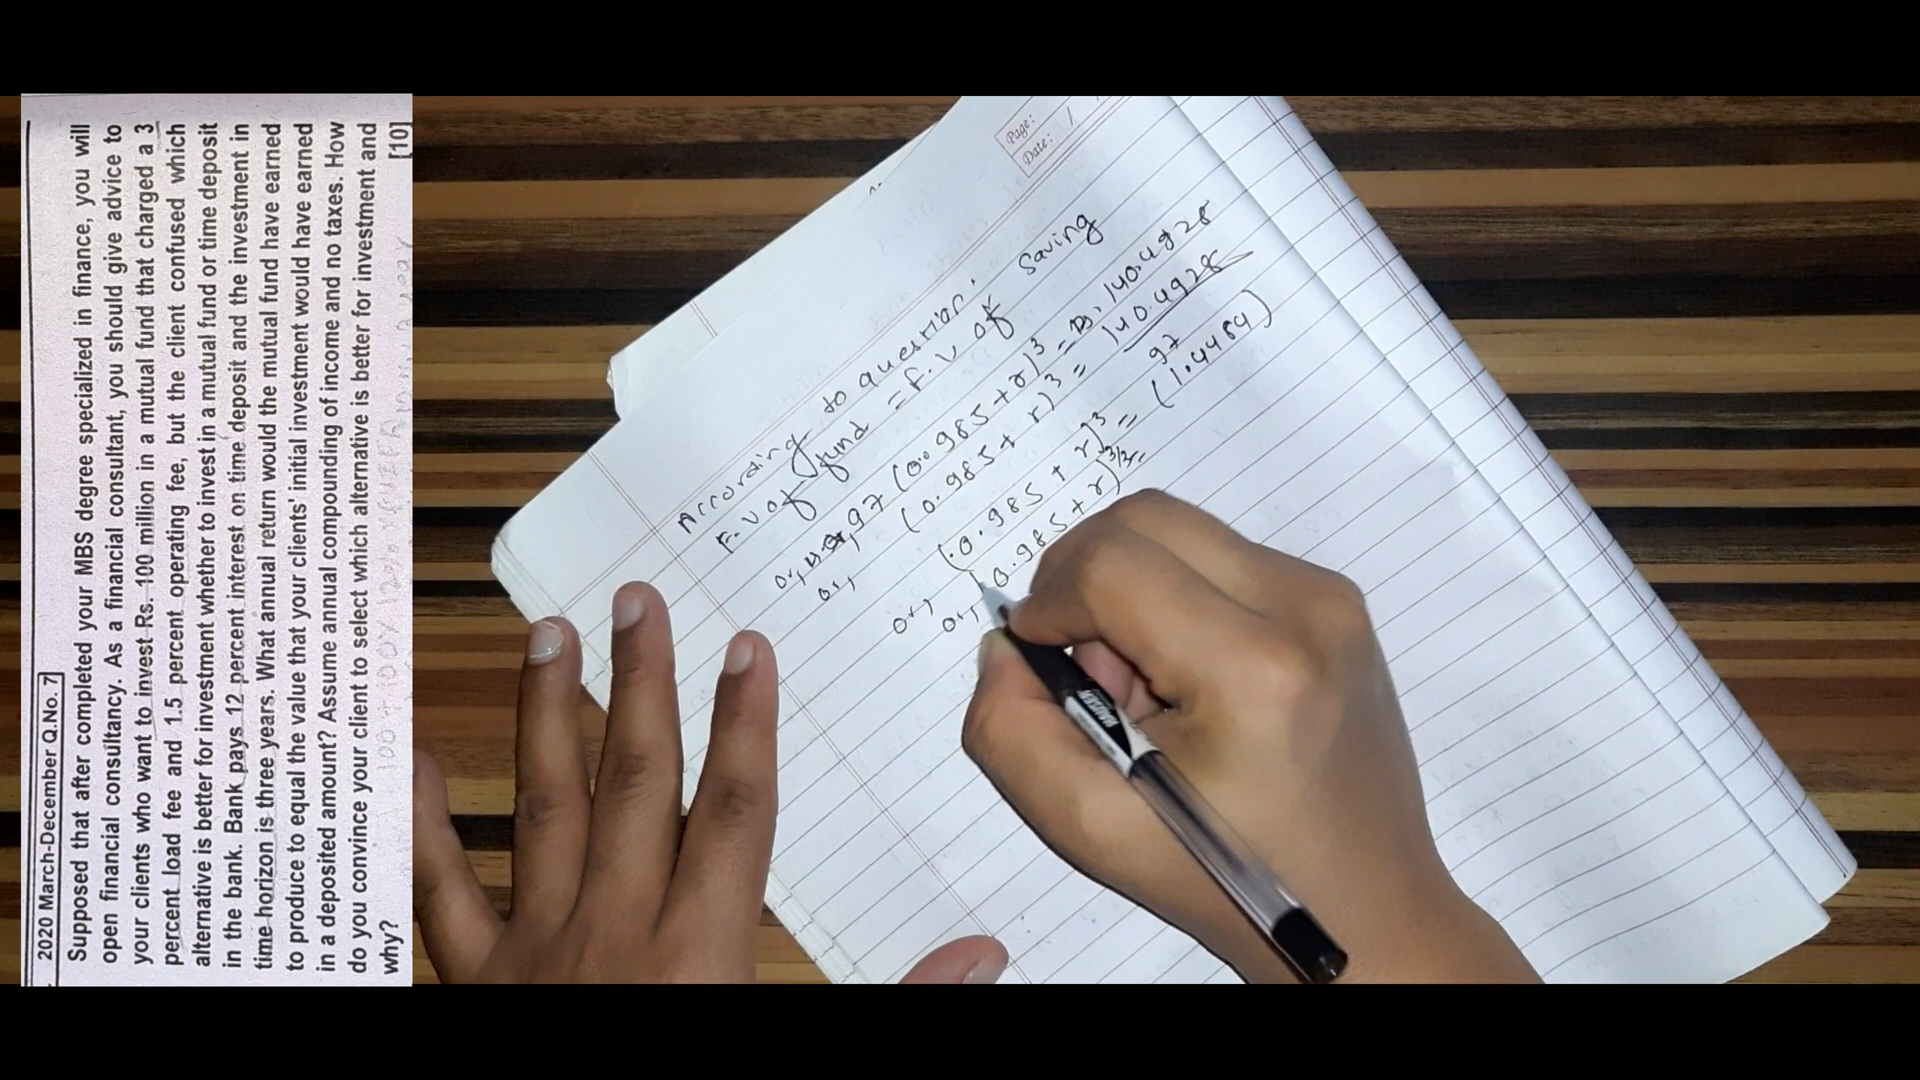 2020 March-December Q.No. 7
Supposed that after completed your MBS degree specialized in finance, you will
open financial consultancy. As a financial consultant, you should give advice to
your clients who want to invest Rs. 100 million in a mutual fund that charged a 3
percent load fee and 1.5 percent operating fee, but the client confused which
alternative is better for investment whether to invest in a mutual fund or time deposit
in the bank. Bank pays 12 percent interest on time deposit and the investment in
time horizon is three years. What annual return would the mutual fund have earned
to produce to equal the value that your clients' initial investment would have earned
in a deposited amount? Assume annual compounding of income and no taxes. How
do you convince your client to select which alternative is better for investment and
why? [10]
Page:
Date: /
According to question,
F.V of fund = F.V of Saving
or, 97 (0.985 + r)^3 = Rs. 140.4928
or, (0.985 + r)^3 = 140.4928
97
or, (0.985 + r)^3 = (1.4484)
or, (0.985 + r)^3/3 =
HAUSER